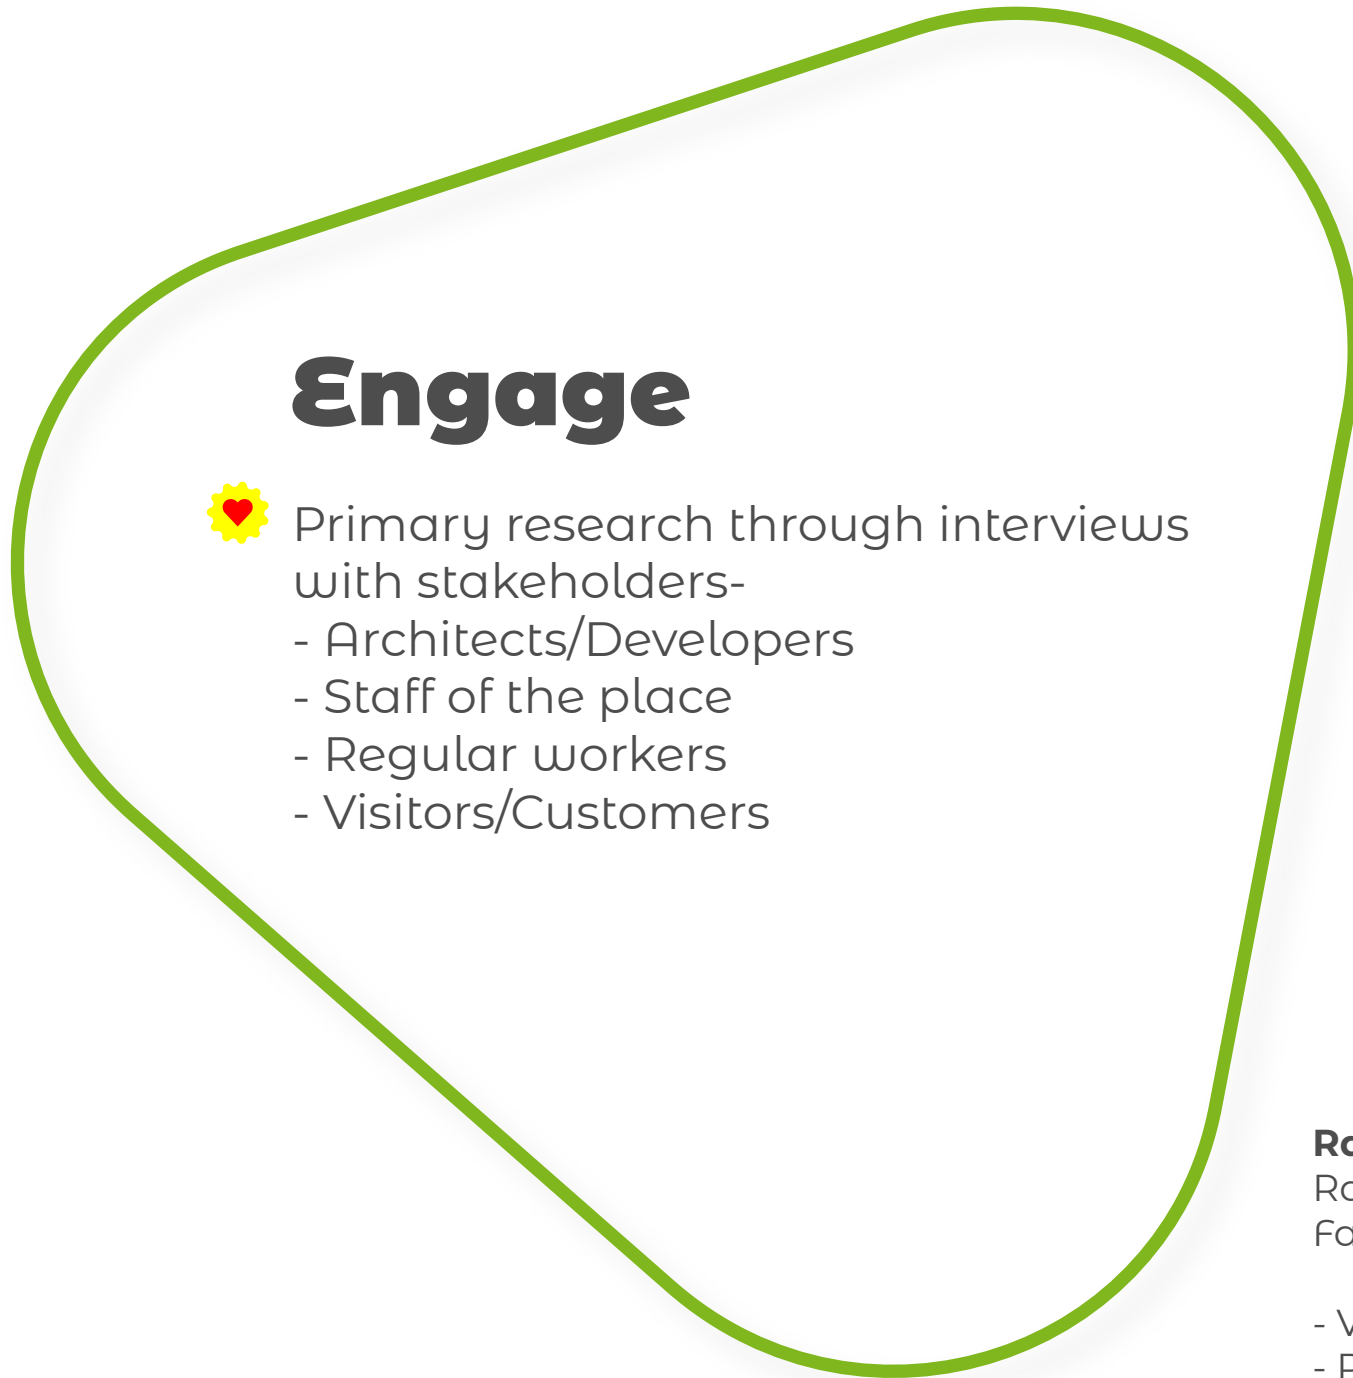 Engage
Primary research through interviews
with stakeholders-
- Architects/Developers
- Staff of the place
- Regular workers
- Visitors/Customers